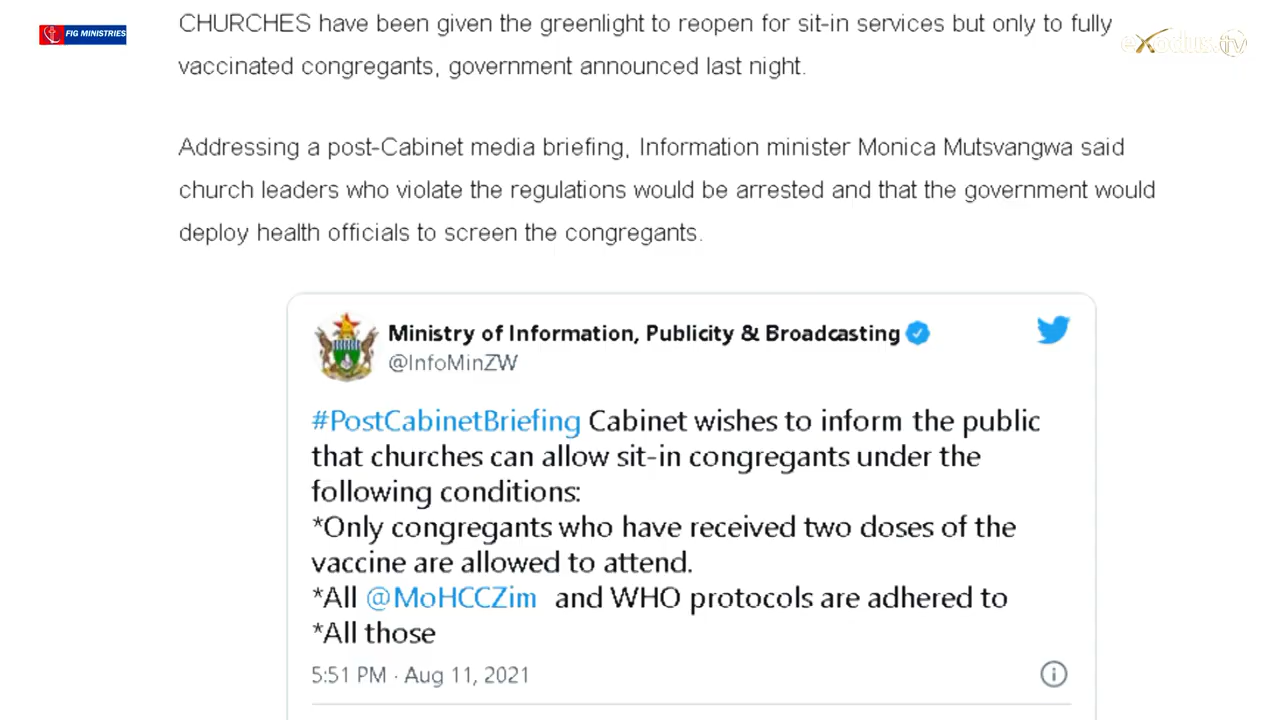 FIG MINISTRIES
exodus.tv
CHURCHES have been given the greenlight to reopen for sit-in services but only to fully
vaccinated congregants, government announced last night.
Addressing a post-Cabinet media briefing, Information minister Monica Mutsvangwa said
church leaders who violate the regulations would be arrested and that the government would
deploy health officials to screen the congregants.
Ministry of Information, Publicity & Broadcasting
@InfoMinZW
#PostCabinetBriefing Cabinet wishes to inform the public
that churches can allow sit-in congregants under the
following conditions:
*Only congregants who have received two doses of the
vaccine are allowed to attend.
*All @MoHCCZim and WHO protocols are adhered to
*All those
5:51 PM · Aug 11, 2021